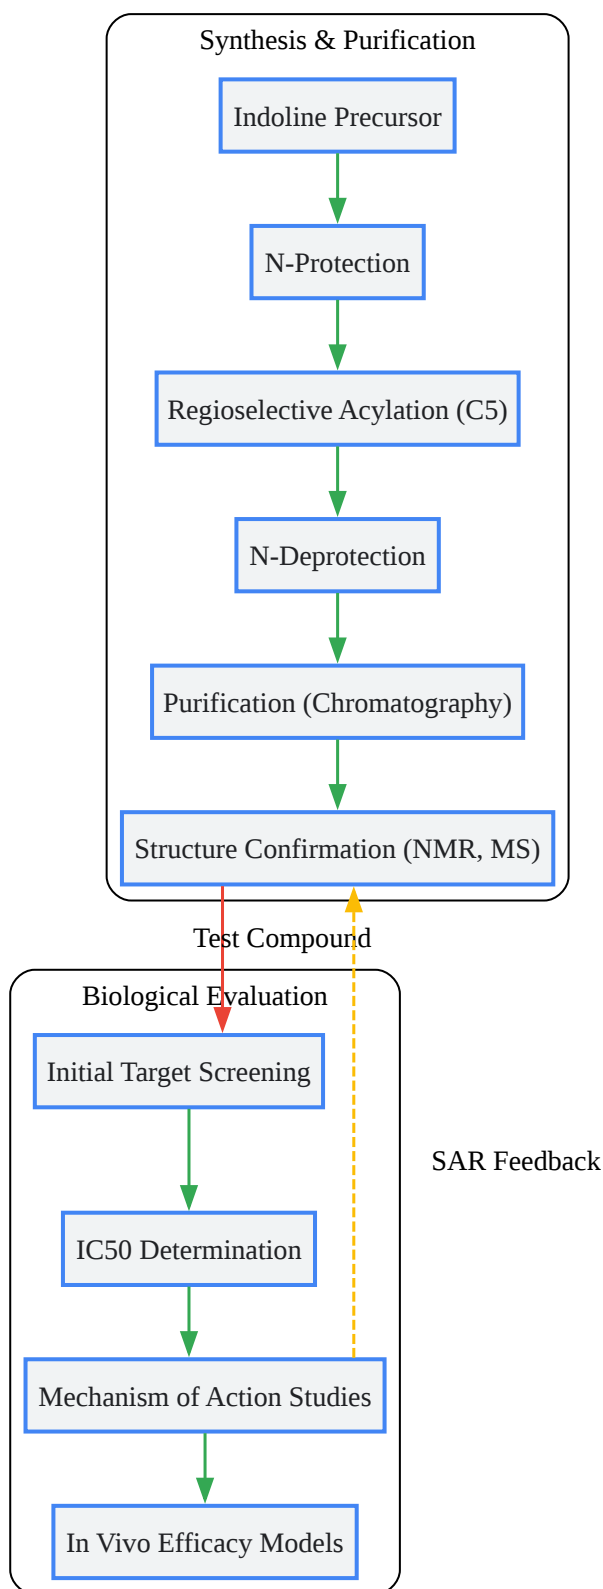 Synthesis & Purification
Indoline Precursor
N-Protection
Regioselective Acylation (C5)
N-Deprotection
Purification (Chromatography)
Structure Confirmation (NMR, MS)
Test Compound
Biological Evaluation
Initial Target Screening
SAR Feedback
IC50 Determination
Mechanism of Action Studies
In Vivo Efficacy Models